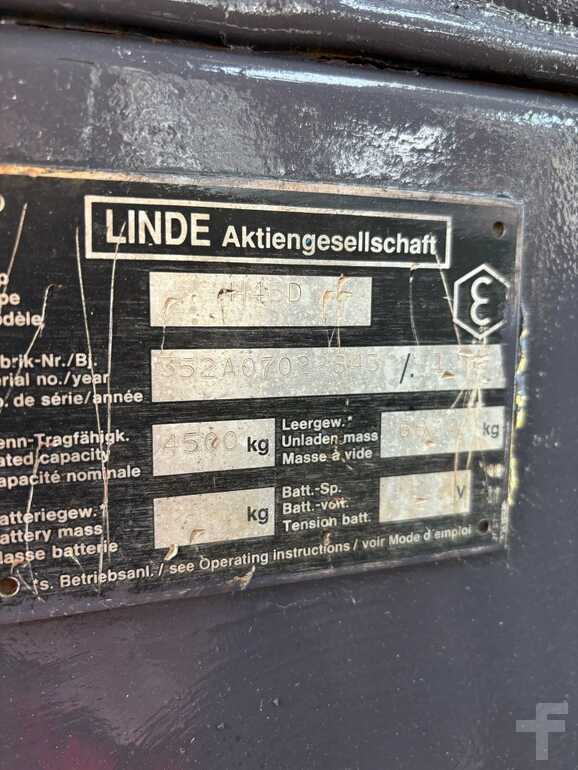 LINDE Aktiengesellschaft
H45D
brik-Nr./Bj.
rial no./year
de série/année
352A0702 /.
enn-Tragfähigk.
ated capacity
apacité nominale
4500 kg
Leergew.*
Unladen mass
Masse à vide
kg
atteriegew.*
attery mass
asse batterie
kg
Batt.-Sp.
Batt.-volt.
Tension batt.
V
*s. Betriebsanl. / see Operating instructions / voir Mode d'emploi